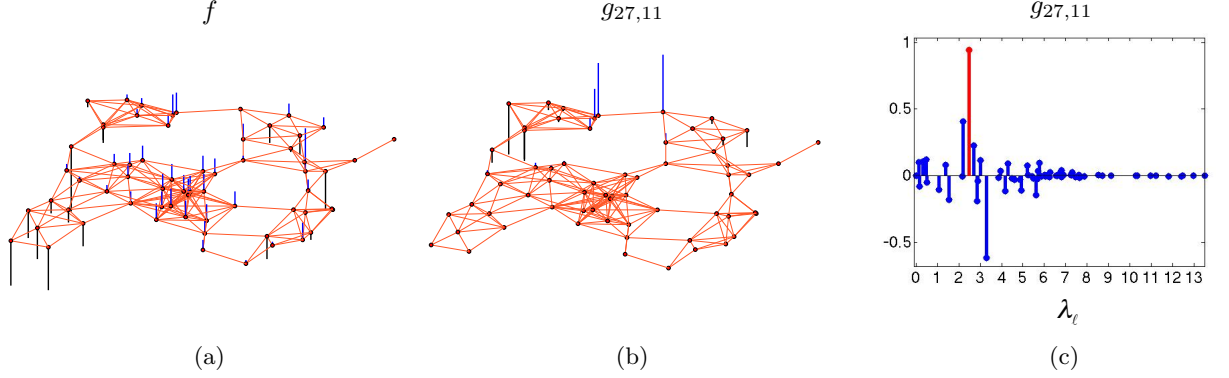 f
g₂₇,₁₁
g₂₇,₁₁
1
0.5
0
-0.5
0 1 2 3 4 5 6 7 8 9 10 11 12 13
λ_ℓ
(a) (b) (c)